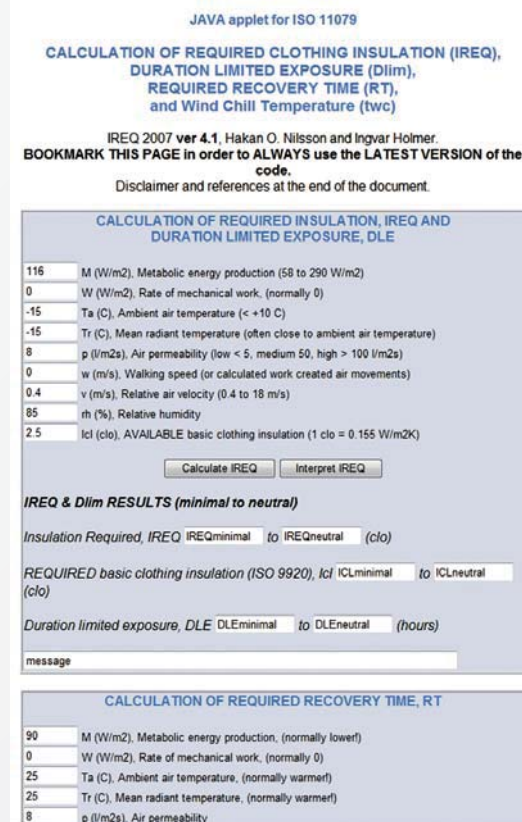 JAVA applet for ISO 11079
CALCULATION OF REQUIRED CLOTHING INSULATION (IREQ),
DURATION LIMITED EXPOSURE (Dlim),
REQUIRED RECOVERY TIME (RT),
and Wind Chill Temperature (twc)
IREQ 2007 ver 4.1, Hakan O. Nilsson and Ingvar Holmer.
BOOKMARK THIS PAGE in order to ALWAYS use the LATEST VERSION of the
code.
Disclaimer and references at the end of the document.
CALCULATION OF REQUIRED INSULATION, IREQ AND
DURATION LIMITED EXPOSURE, DLE
116 M (W/m2), Metabolic energy production (58 to 290 W/m2)
0 W (W/m2), Rate of mechanical work, (normally 0)
-15 Ta (C), Ambient air temperature (< +10 C)
-15 Tr (C), Mean radiant temperature (often close to ambient air temperature)
8 p (l/m2s), Air permeability (low < 5, medium 50, high > 100 l/m2s)
0 w (m/s), Walking speed (or calculated work created air movements)
0.4 v (m/s), Relative air velocity (0.4 to 18 m/s)
85 rh (%), Relative humidity
2.5 Icl (clo), AVAILABLE basic clothing insulation (1 clo = 0.155 W/m2K)
Calculate IREQ Interpret IREQ
IREQ & Dlim RESULTS (minimal to neutral)
Insulation Required, IREQ IREQminimal to IREQneutral (clo)
REQUIRED basic clothing insulation (ISO 9920), Icl ICLminimal to ICLneutral
(clo)
Duration limited exposure, DLE DLEminimal to DLEneutral (hours)
message
CALCULATION OF REQUIRED RECOVERY TIME, RT
90 M (W/m2), Metabolic energy production, (normally lower!)
0 W (W/m2), Rate of mechanical work, (normally 0)
25 Ta (C), Ambient air temperature, (normally warmer!)
25 Tr (C), Mean radiant temperature, (normally warmer!)
8 p (l/m2s), Air permeability